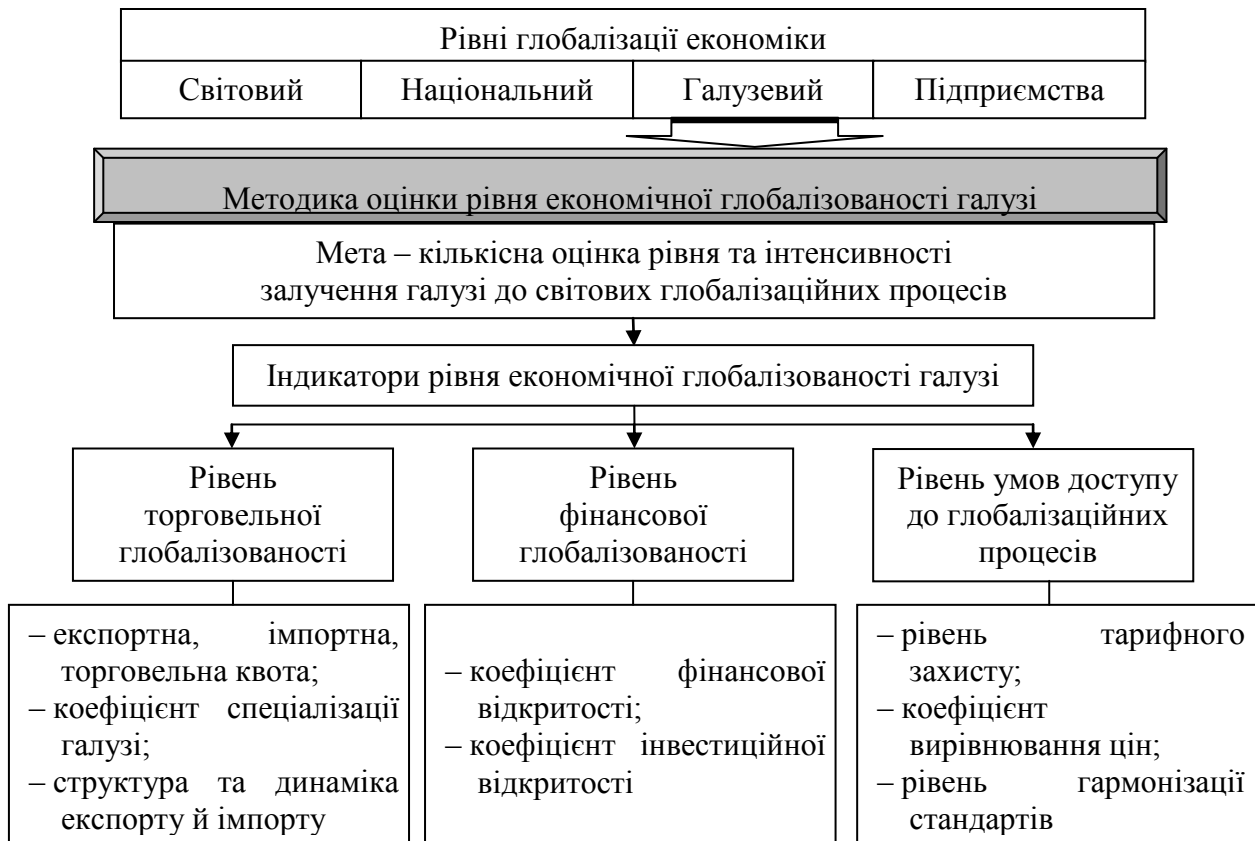 Рівні глобалізації економіки
Світовий Національний Галузевий Підприємства
Методика оцінки рівня економічної глобалізованості галузі
Мета – кількісна оцінка рівня та інтенсивності
залучення галузі до світових глобалізаційних процесів
Індикатори рівня економічної глобалізованості галузі
Рівень
торговельної
глобалізованості
Рівень
фінансової
глобалізованості
Рівень умов доступу
до глобалізаційних
процесів
– експортна, імпортна,
торговельна квота;
– коефіцієнт спеціалізації
галузі;
– структура та динаміка
експорту й імпорту
– коефіцієнт фінансової
відкритості;
– коефіцієнт інвестиційної
відкритості
– рівень тарифного
захисту;
– коефіцієнт
вирівнювання цін;
– рівень гармонізації
стандартів